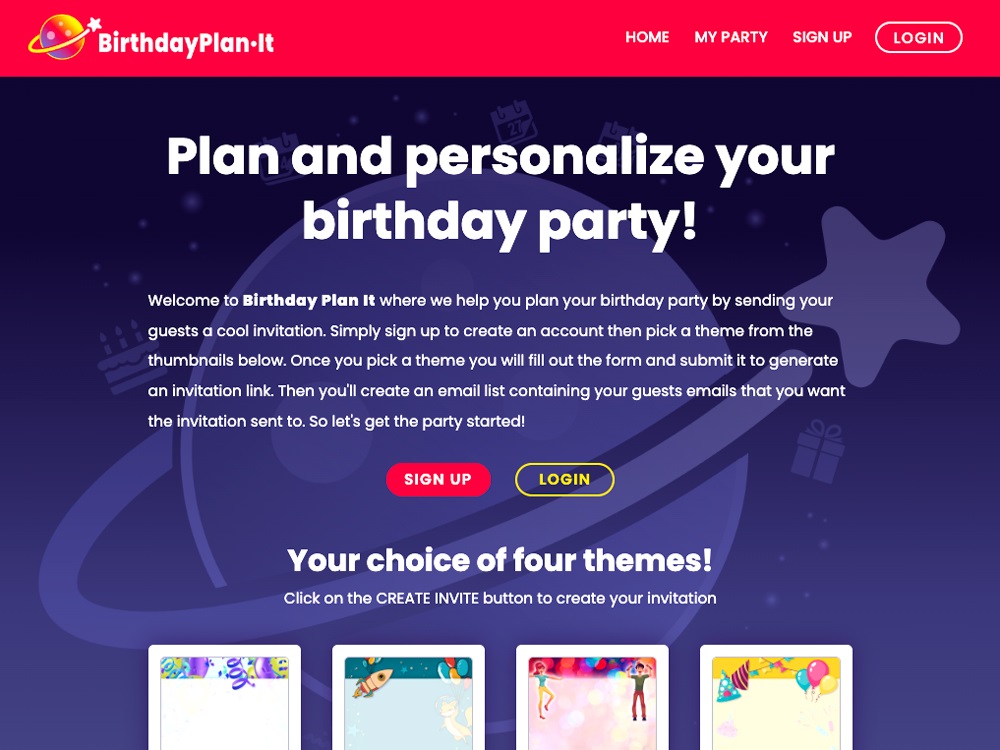 BirthdayPlan•It
HOME
MY PARTY
SIGN UP
LOGIN
Plan and personalize your
birthday party!
Welcome to Birthday Plan It where we help you plan your birthday party by sending your
guests a cool invitation. Simply sign up to create an account then pick a theme from the
thumbnails below. Once you pick a theme you will fill out the form and submit it to generate
an invitation link. Then you'll create an email list containing your guests emails that you want
the invitation sent to. So let's get the party started!
SIGN UP
LOGIN
Your choice of four themes!
Click on the CREATE INVITE button to create your invitation